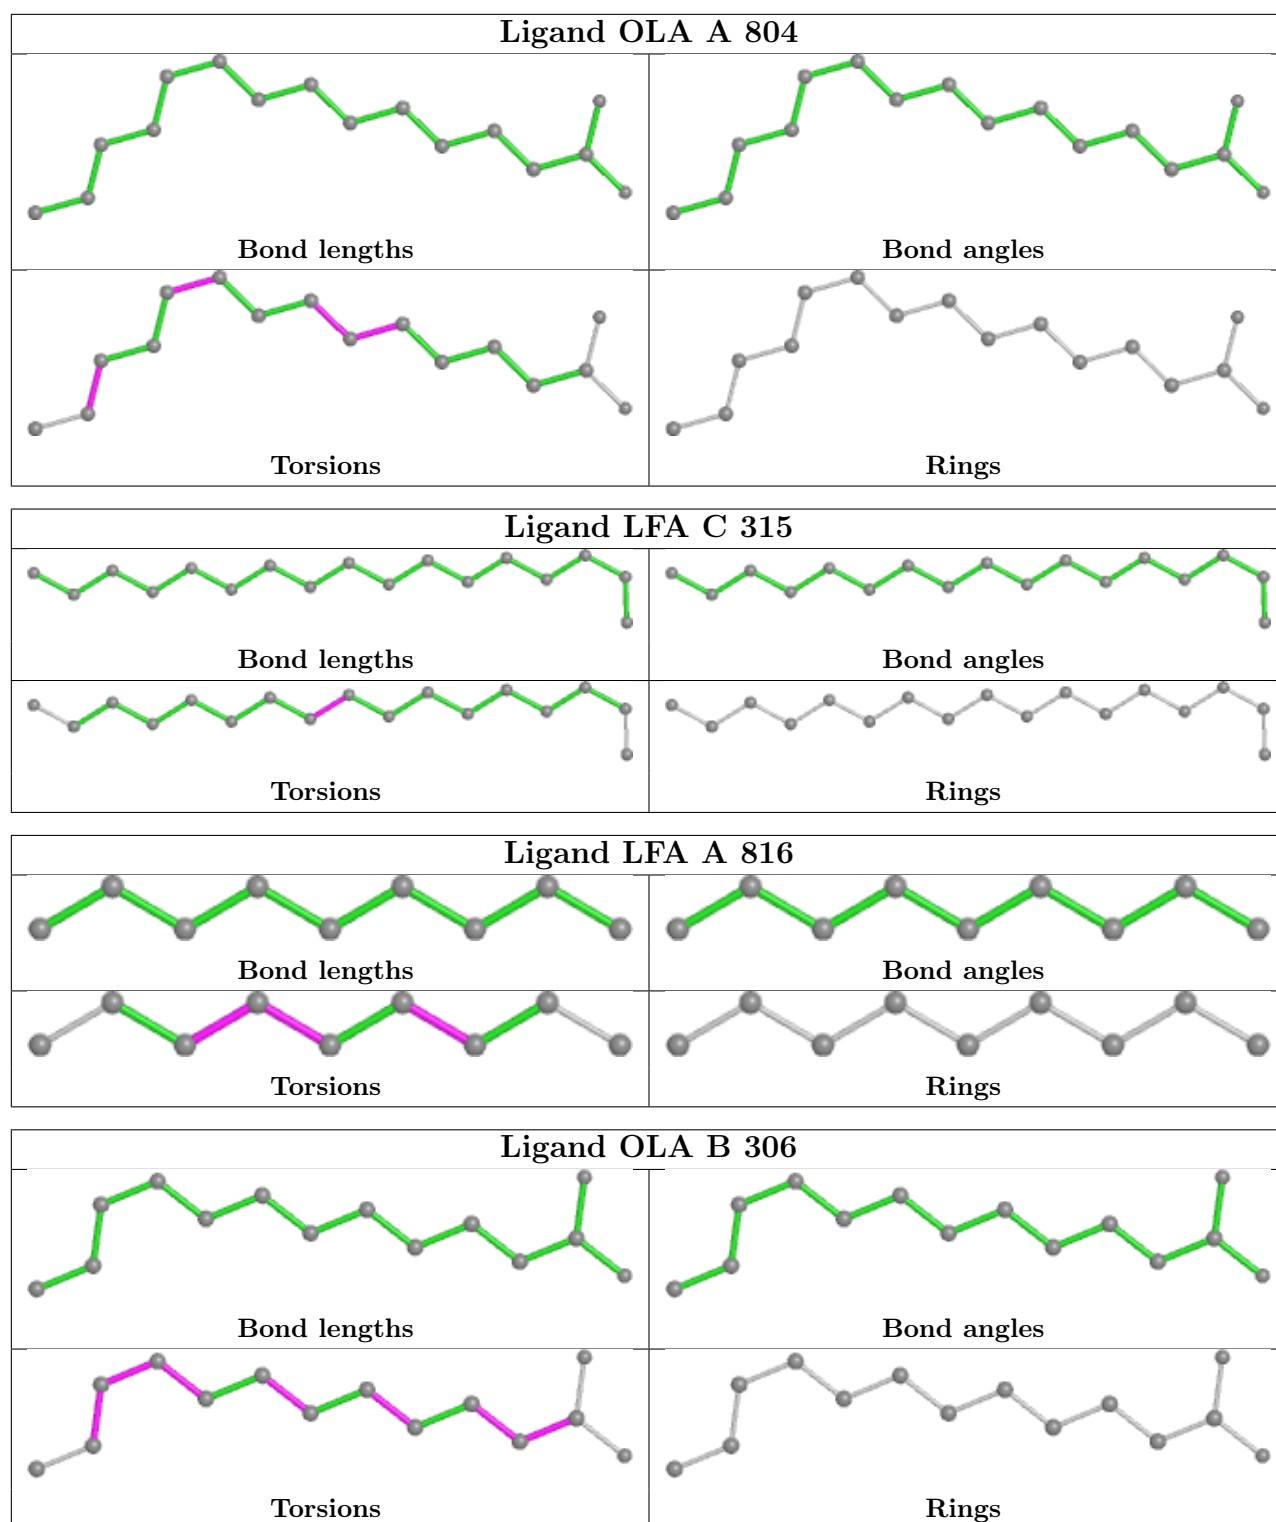 Ligand OLA A 804
Bond lengths
Bond angles
Torsions
Rings
Ligand LFA C 315
Bond lengths
Bond angles
Torsions
Rings
Ligand LFA A 816
Bond lengths
Bond angles
Torsions
Rings
Ligand OLA B 306
Bond lengths
Bond angles
Torsions
Rings